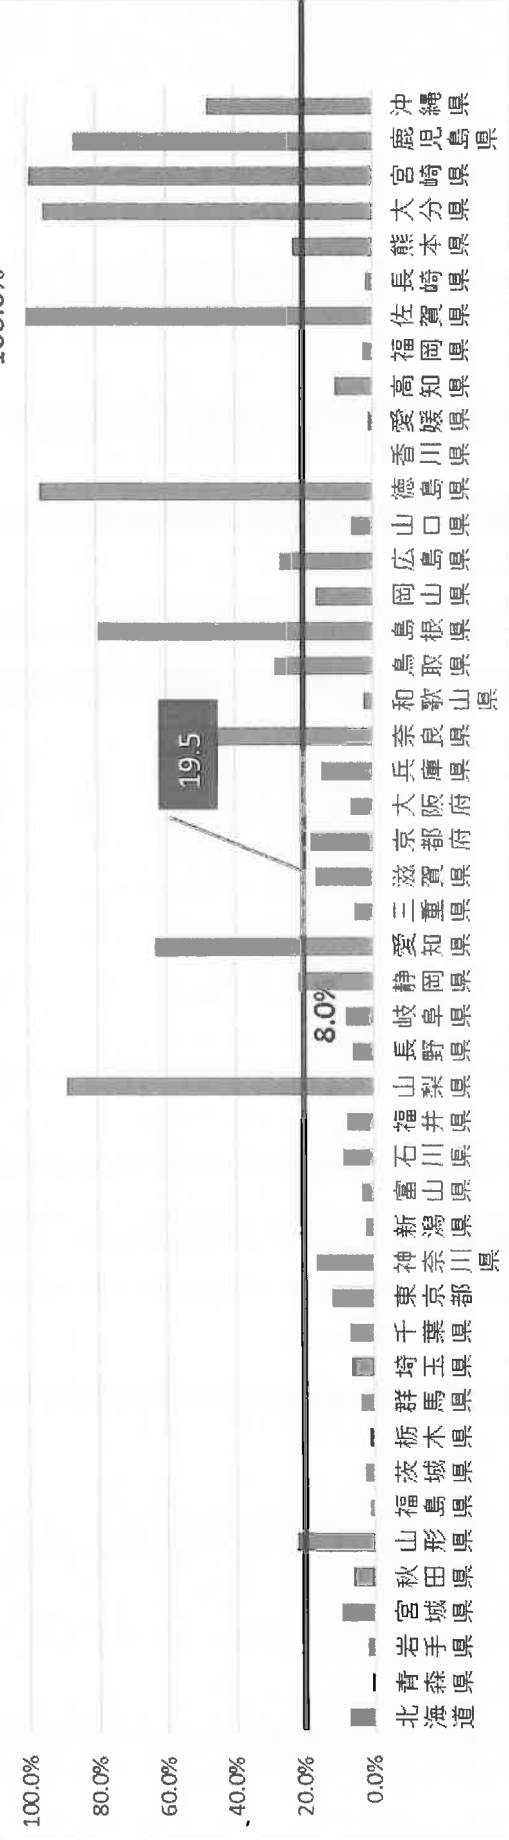 100.0%
80.0%
60.0%
40.0%
20.0%
0.0%
19.5
8.0%
北海道
青森県
岩手県
宮城県
秋田県
山形県
福島県
茨城県
栃木県
群馬県
埼玉県
千葉県
東京都
神奈川県
新潟県
富山県
石川県
福井県
山梨県
長野県
岐阜県
静岡県
愛知県
三重県
滋賀県
京都府
大阪府
兵庫県
奈良県
和歌山県
鳥取県
島根県
岡山県
広島県
山口県
徳島県
香川県
愛媛県
高知県
福岡県
佐賀県
長崎県
熊本県
大分県
宮崎県
鹿児島県
沖縄県